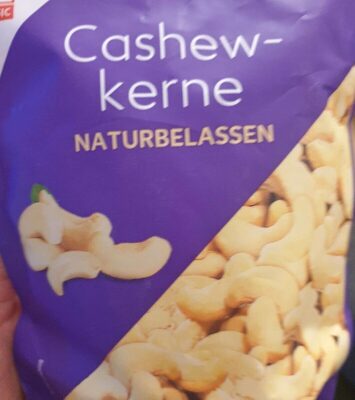 Cashew-
kerne
NATURBELASSEN